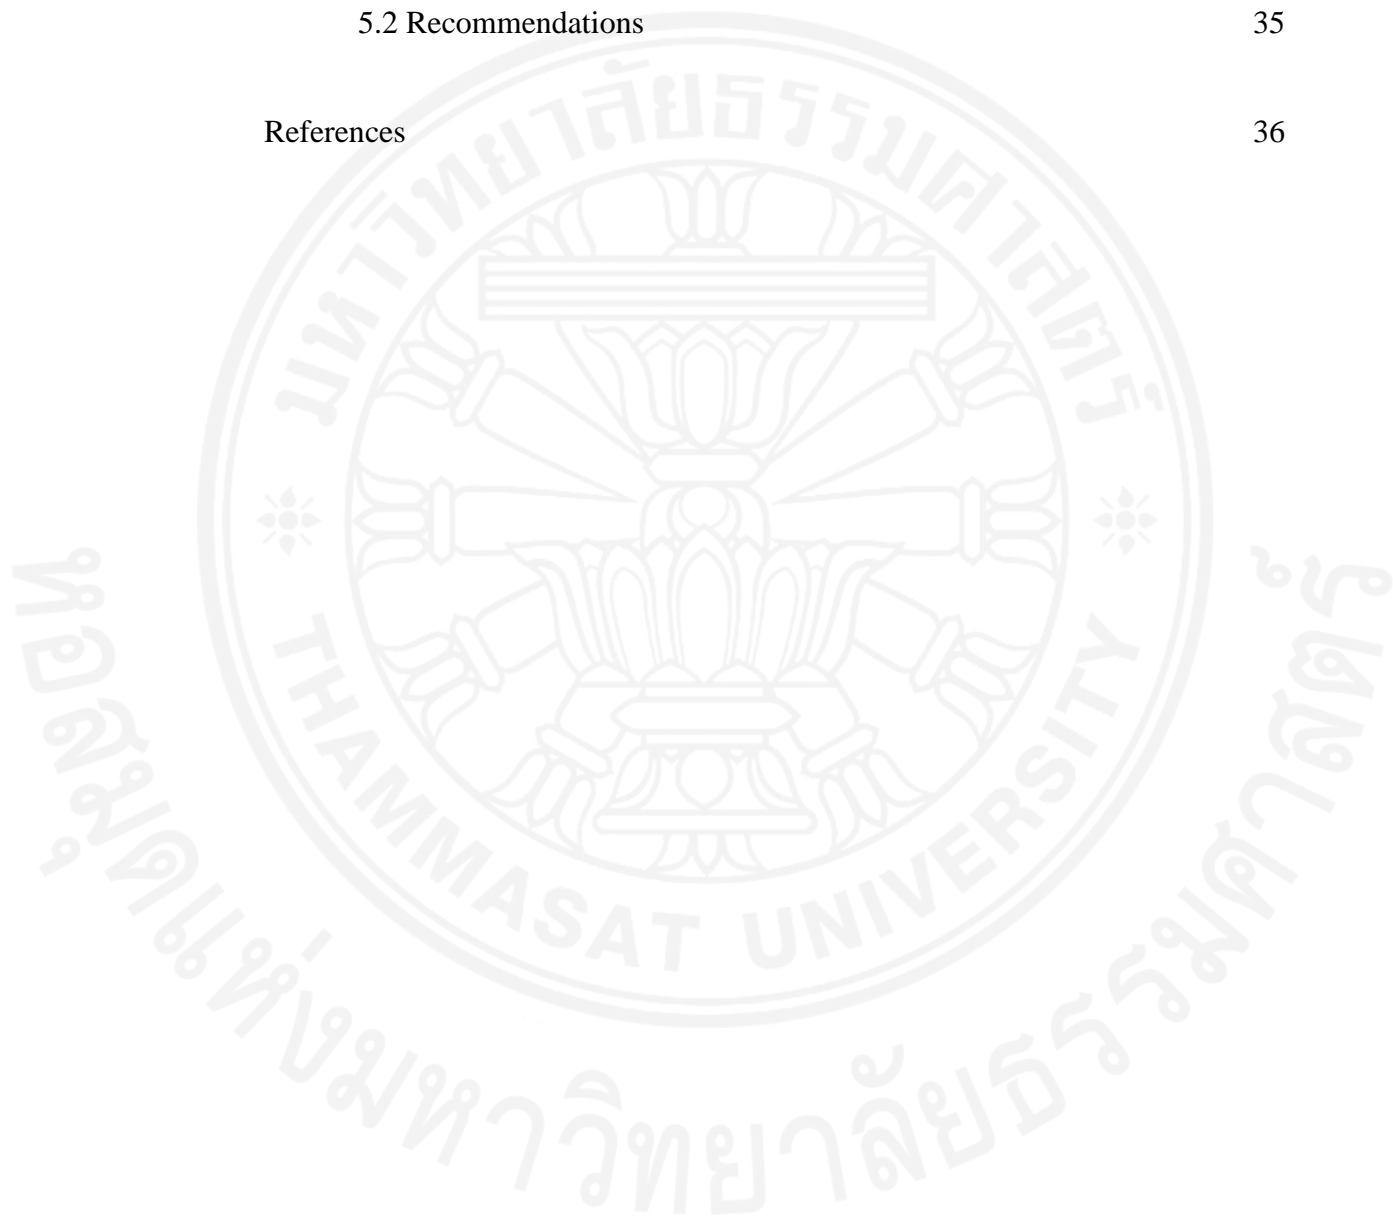 5.2 Recommendations 35
References 36
มหาวิทยาลัยธรรมศาสตร์
THAMMASAT UNIVERSITY
หอสมุดแห่งมหาวิทยาลัยธรรมศาสตร์